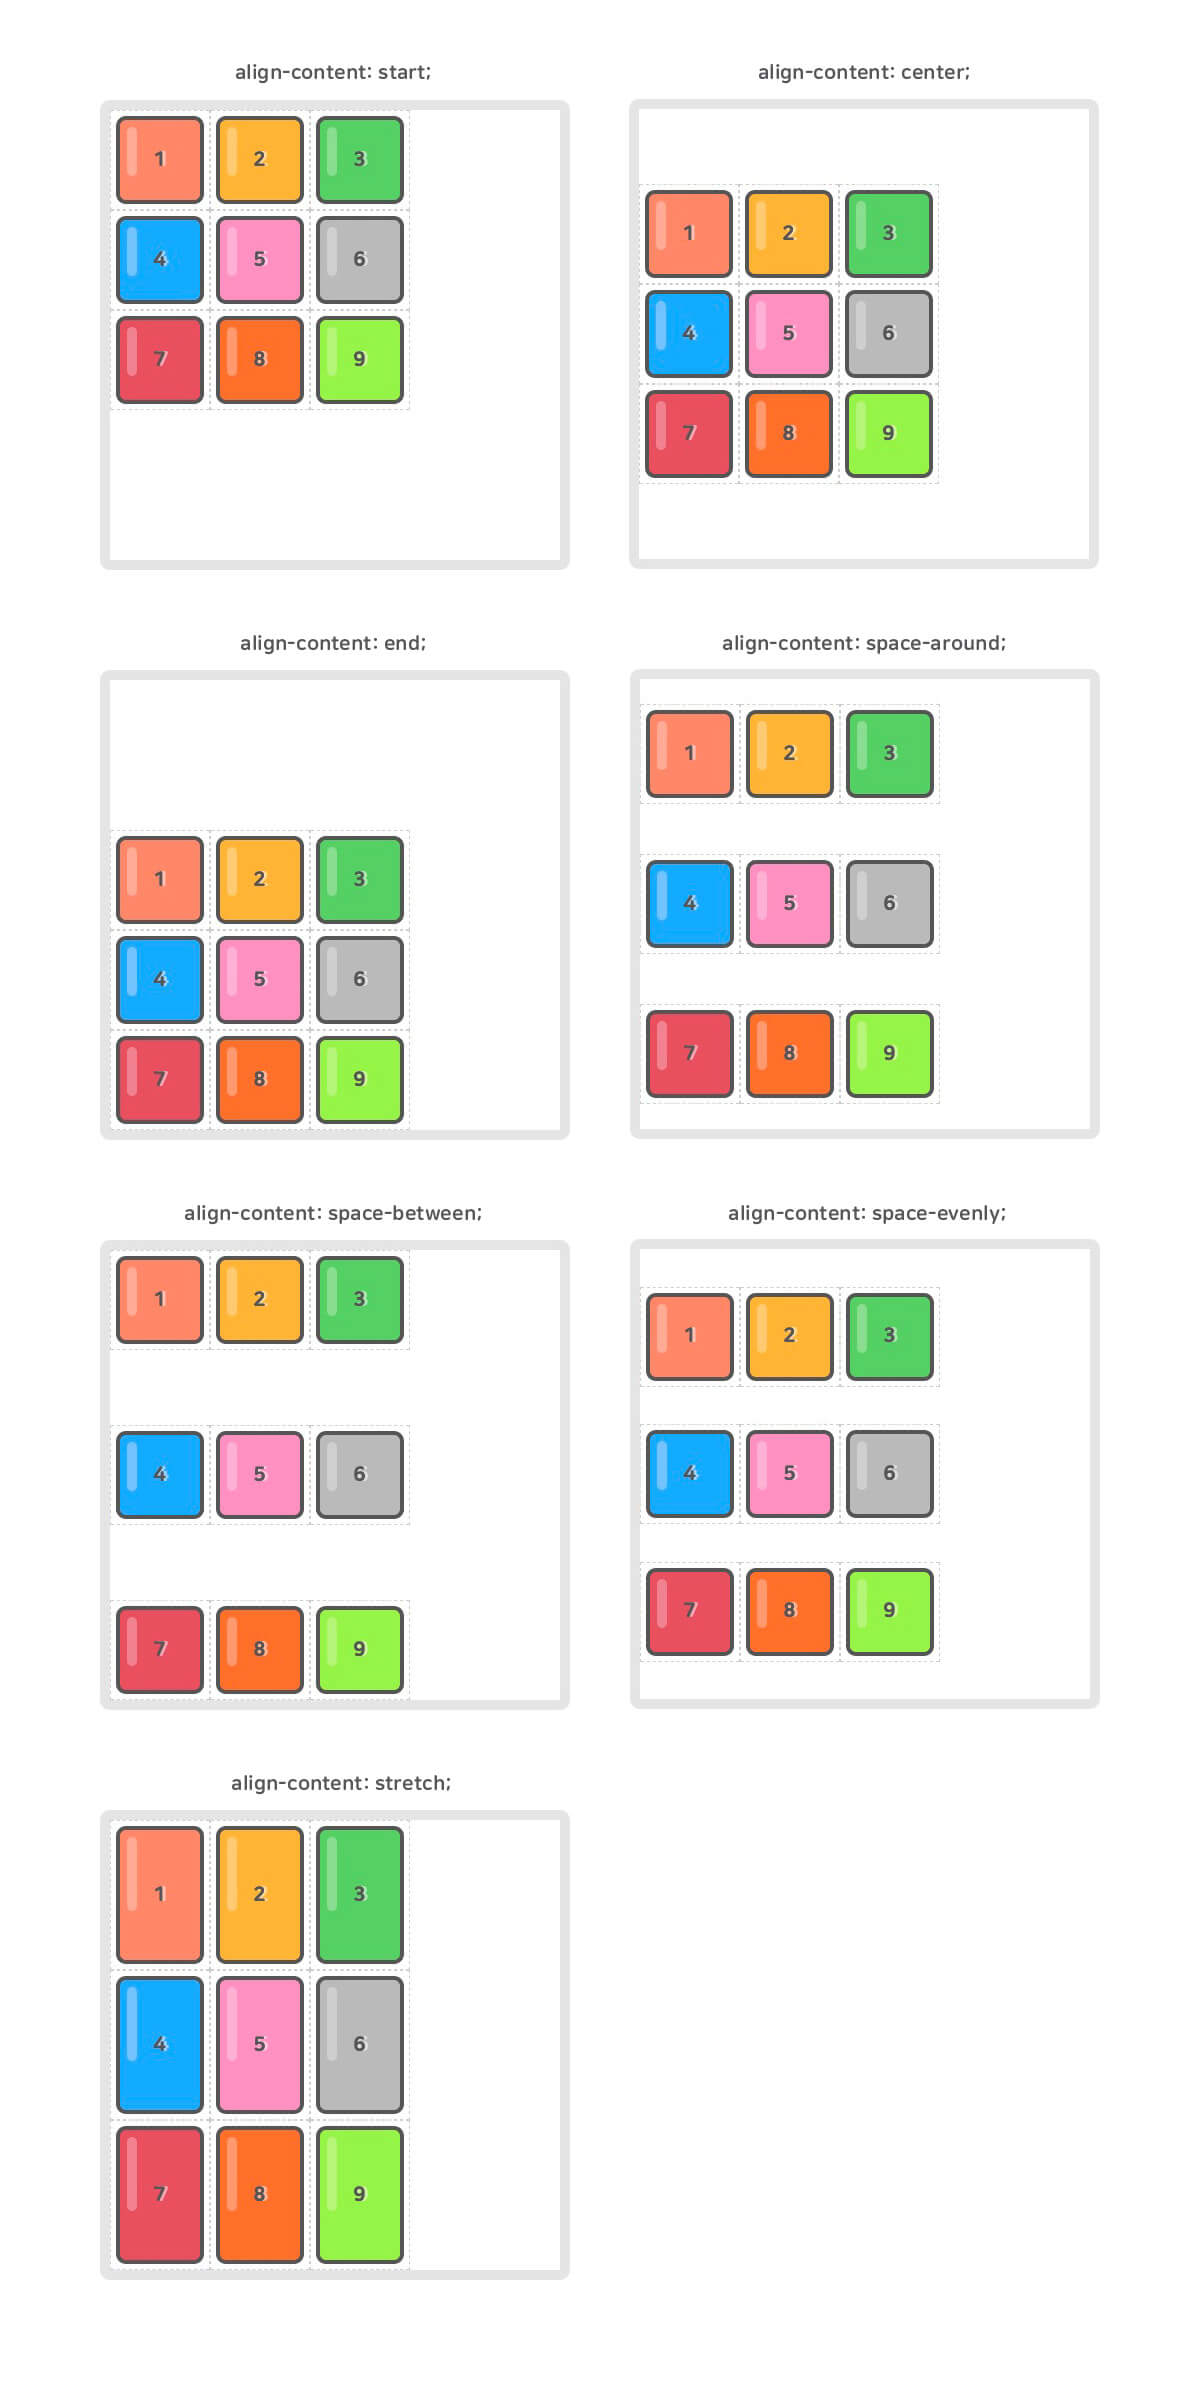 align-content: start;
1 2 3
4 5 6
7 8 9
align-content: center;
1 2 3
4 5 6
7 8 9
align-content: end;
1 2 3
4 5 6
7 8 9
align-content: space-around;
1 2 3
4 5 6
7 8 9
align-content: space-between;
1 2 3
4 5 6
7 8 9
align-content: space-evenly;
1 2 3
4 5 6
7 8 9
align-content: stretch;
1 2 3
4 5 6
7 8 9